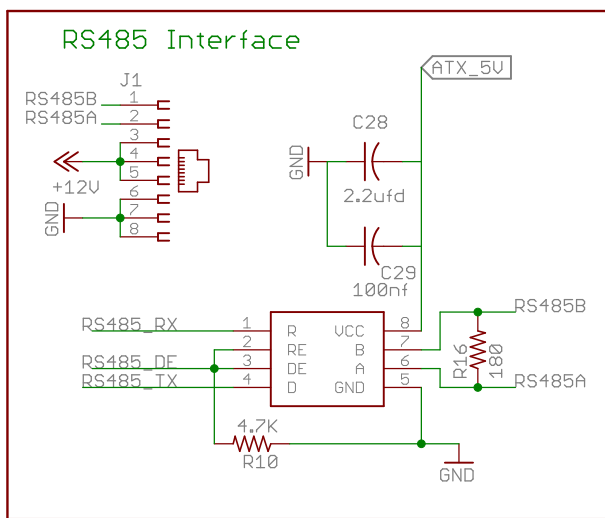 RS485 Interface
ATX_5V
J1
RS485B 1
RS485A 2
3
4
5
+12V
6
7
8
GND
C28
GND
2.2ufd
C29
100nf
RS485_RX 1 R VCC 8
2 RE B 7
RS485_DE 3 DE A 6
RS485_TX 4 D GND 5
RS485B
R16
180
RS485A
4.7K
R10
GND